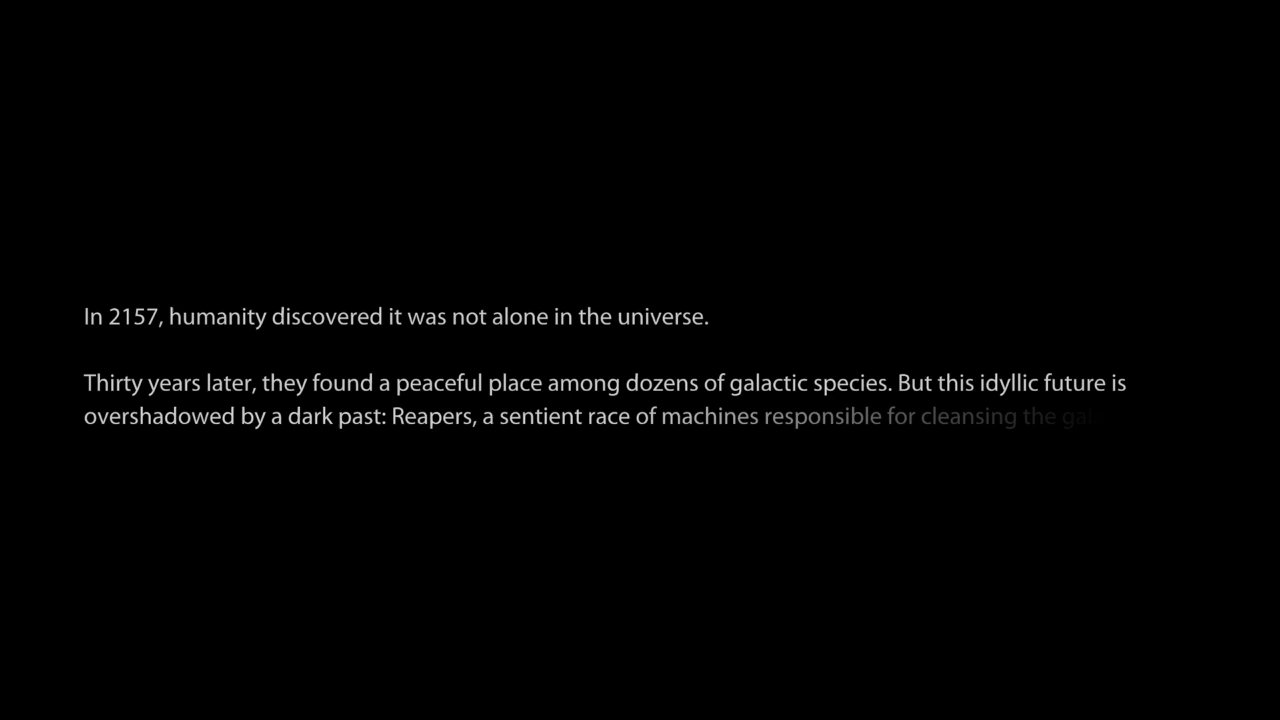 In 2157, humanity discovered it was not alone in the universe.
Thirty years later, they found a peaceful place among dozens of galactic species. But this idyllic future is
overshadowed by a dark past: Reapers, a sentient race of machines responsible for cleansing the